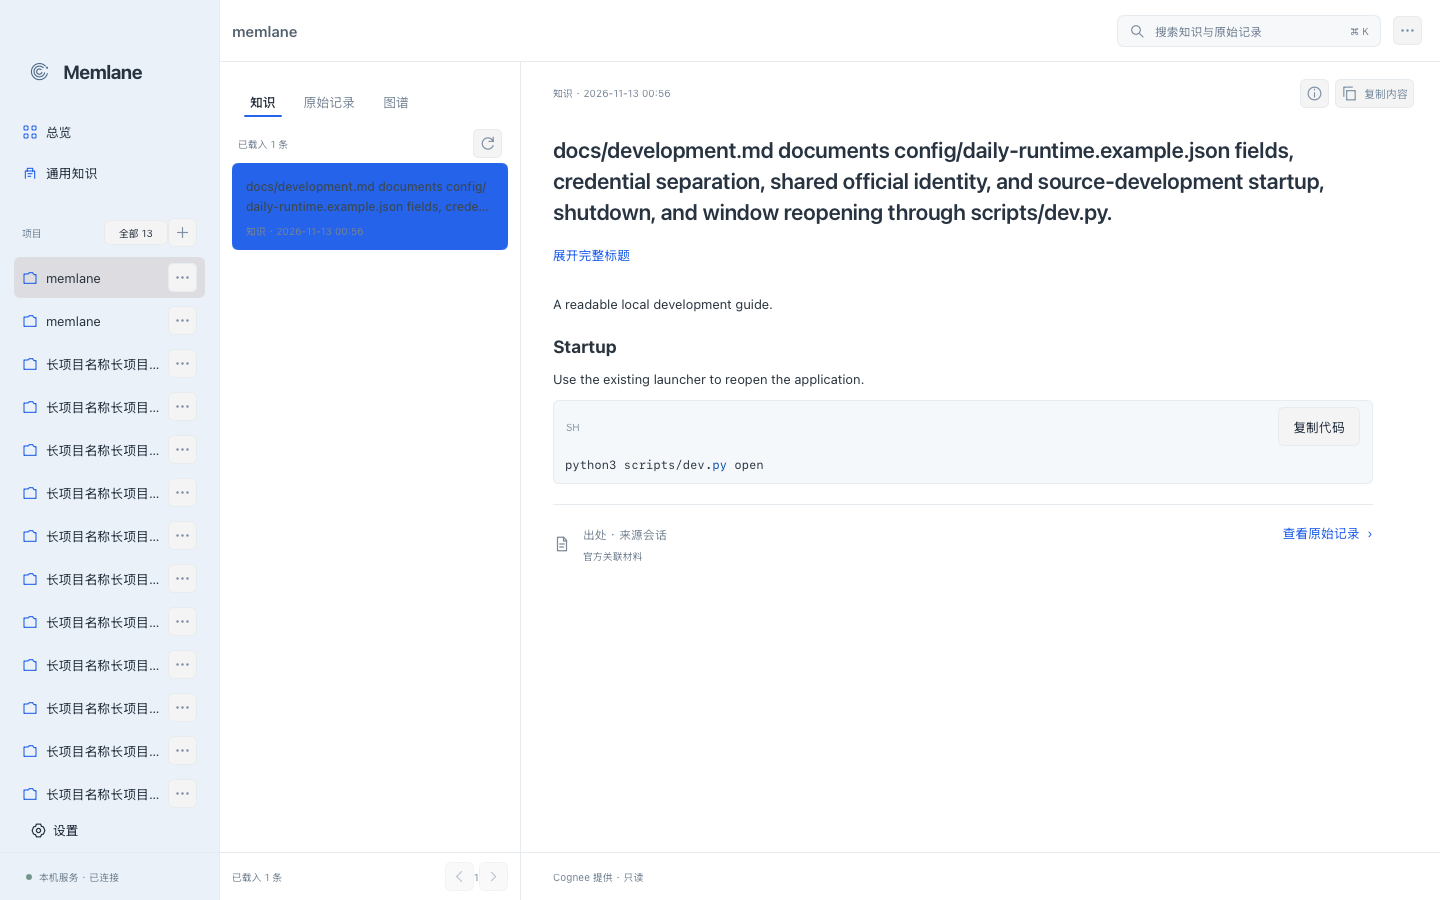 Memlane
总览
通用知识
项目
全部 13
memlane
memlane
长项目名称长项目...
长项目名称长项目...
长项目名称长项目...
长项目名称长项目...
长项目名称长项目...
长项目名称长项目...
长项目名称长项目...
长项目名称长项目...
长项目名称长项目...
长项目名称长项目...
长项目名称长项目...
设置
本机服务 · 已连接
memlane
搜索知识与原始记录
⌘ K
知识
原始记录
图谱
已载入 1 条
docs/development.md documents config/
daily-runtime.example.json fields, crede...
知识 · 2026-11-13 00:56
已载入 1 条
1
知识 · 2026-11-13 00:56
复制内容
docs/development.md documents config/daily-runtime.example.json fields,
credential separation, shared official identity, and source-development startup,
shutdown, and window reopening through scripts/dev.py.
展开完整标题
A readable local development guide.
Startup
Use the existing launcher to reopen the application.
SH
复制代码
python3 scripts/dev.py open
出处 · 来源会话
官方关联材料
查看原始记录 ›
Cognee 提供 · 只读